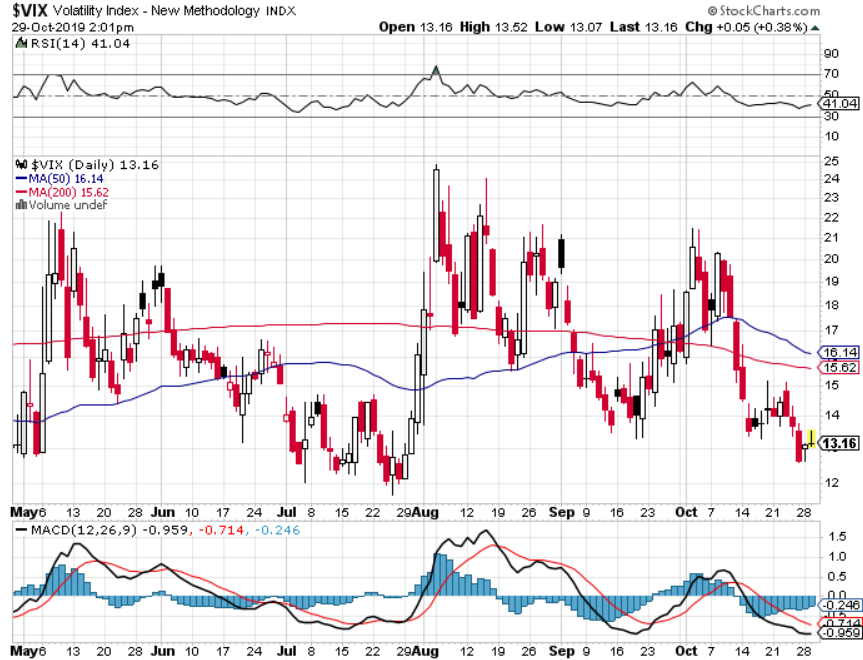 $VIX Volatility Index - New Methodology INDX
© StockCharts.com
29-Oct-2019 2:01pm
Open 13.16 High 13.52 Low 13.07 Last 13.16 Chg +0.05 (+0.38%)
RSI(14) 41.04
90
70
50
41.04
30
10
$VIX (Daily) 13.16
MA(50) 16.14
MA(200) 15.62
Volume undef
25
24
23
22
21
20
19
18
17
16.14
15.62
15
14
13.16
12
May 6 13 20 28 Jun 10 17 24 Jul 8 15 22 29 Aug 12 19 26 Sep 9 16 23 Oct 7 14 21 28
MACD(12,26,9) -0.959, -0.714, -0.246
1.5
1.0
0.5
0.0
-0.246
-0.714
-0.959
May 6 13 20 28 Jun 10 17 24 Jul 8 15 22 29 Aug 12 19 26 Sep 9 16 23 Oct 7 14 21 28